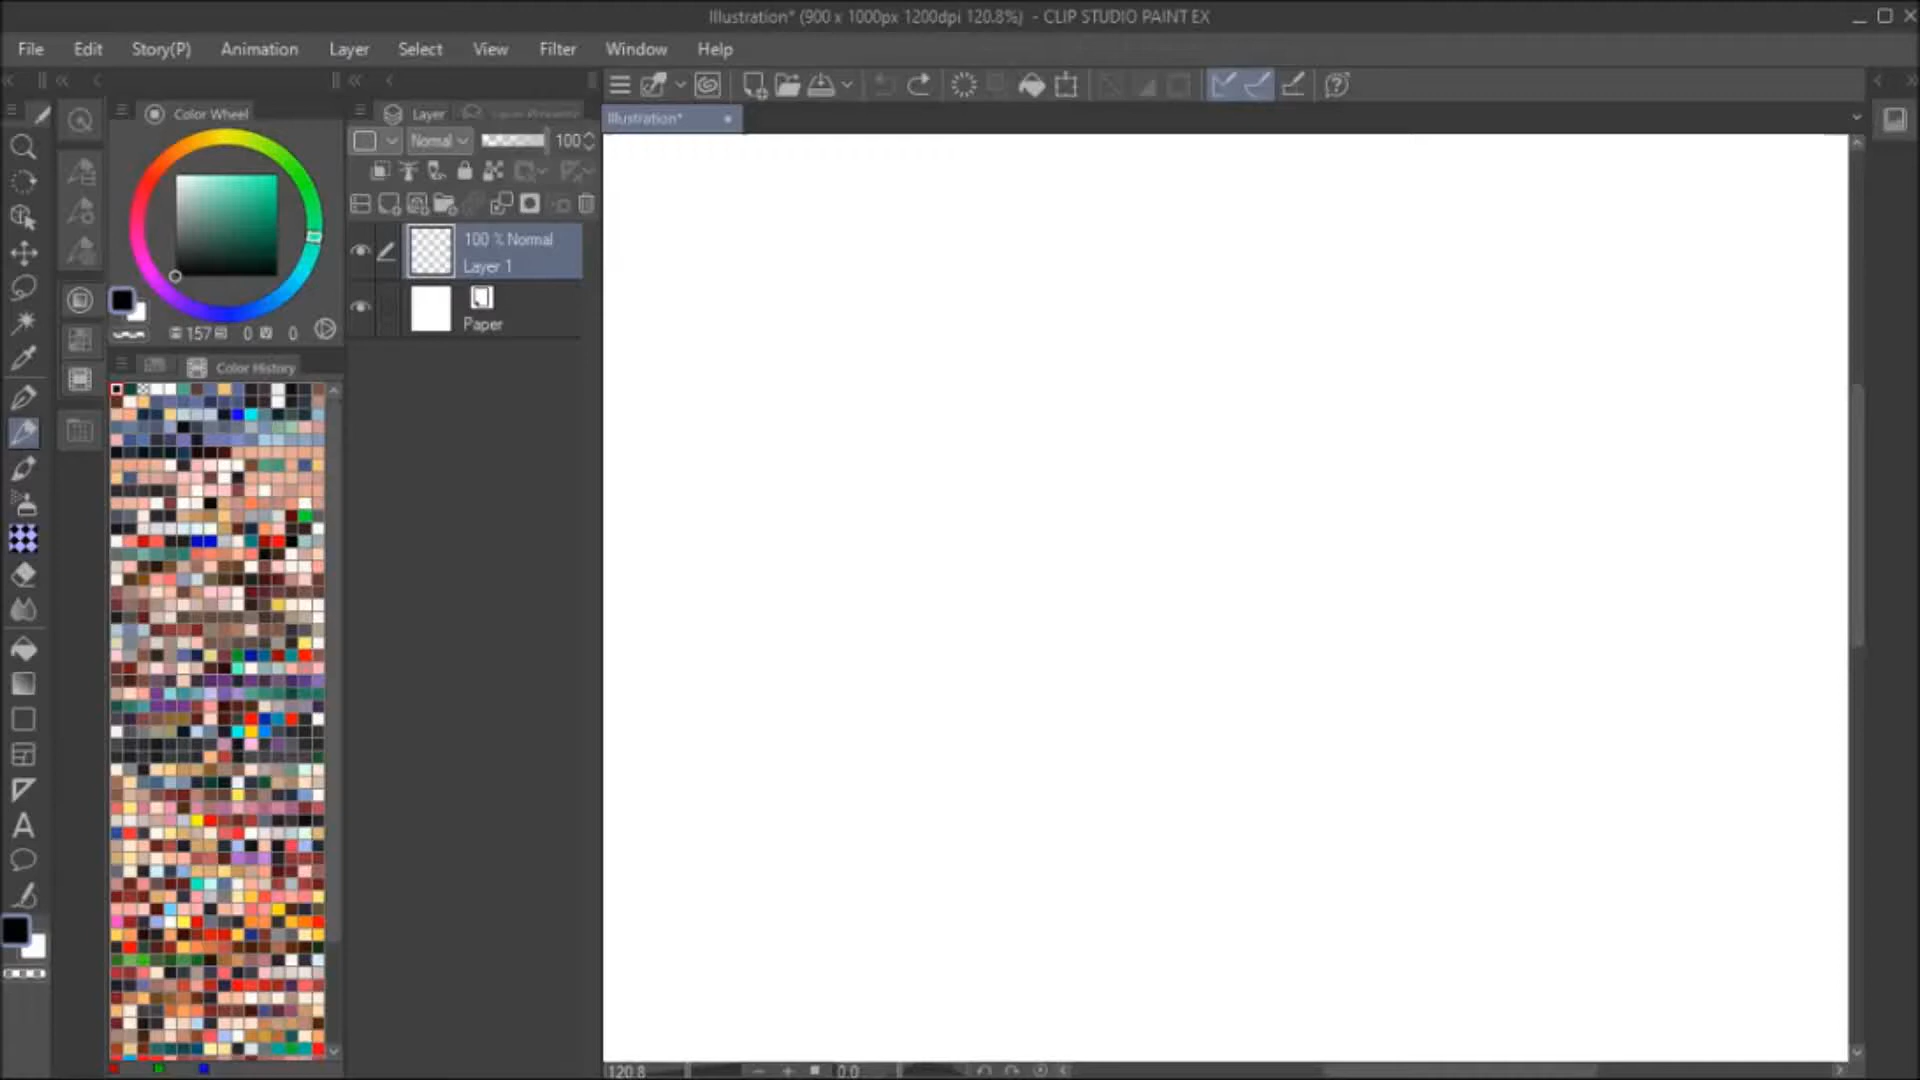 Illustration* (900 x 1000px 1200dpi 120.8%) - CLIP STUDIO PAINT EX
File Edit Story(P) Animation Layer Select View Filter Window Help
Color Wheel
Layer
Layer Property
Illustration*
Normal 100
100 % Normal
Layer 1
Paper
157 0 0
Color History
A
120.8 0.0